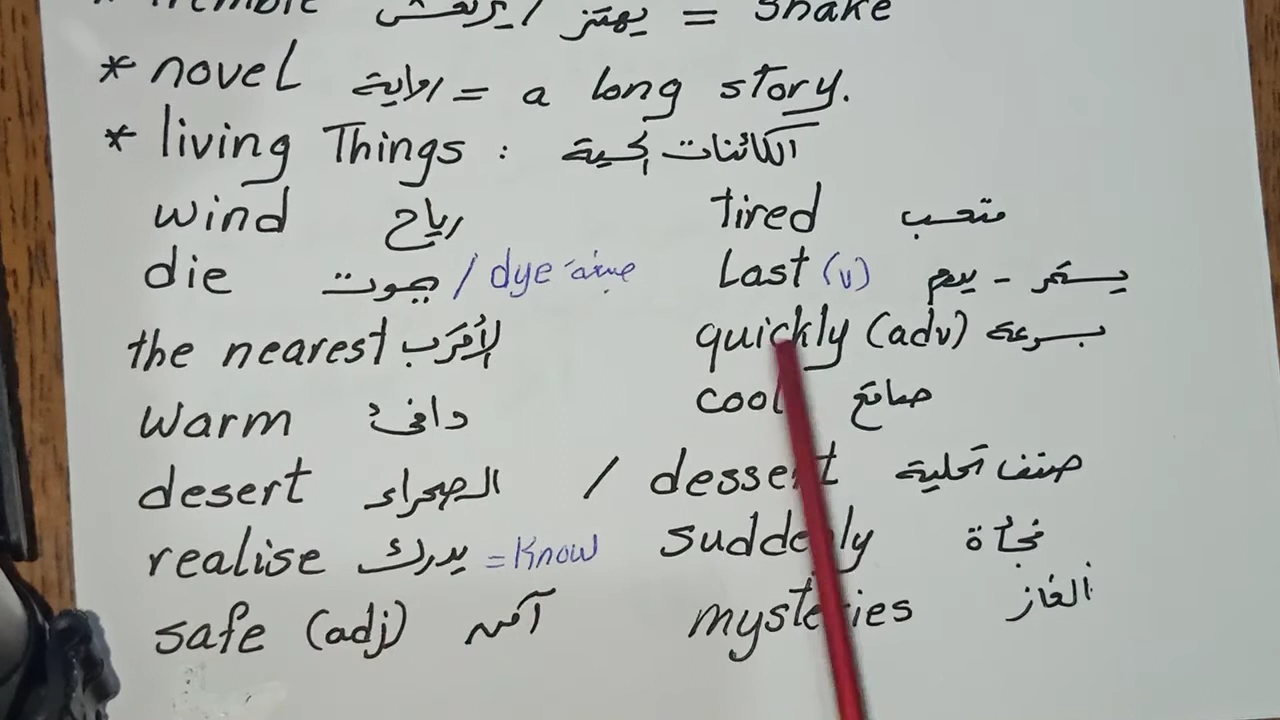 * tremble يرتعش / يهتز = shake
* novel رواية = a long story.
* living Things : الكائنات الحية
wind رياح tired متعب
die يموت / dye صبغة Last (v) يستمر - يدوم
the nearest الأقرب quickly (adv) بسرعة
warm دافئ cool
desert الصحراء / dessert صنف تحلية
realise يدرك = Know suddenly فجأة
safe (adj) آمن mysteries ألغاز